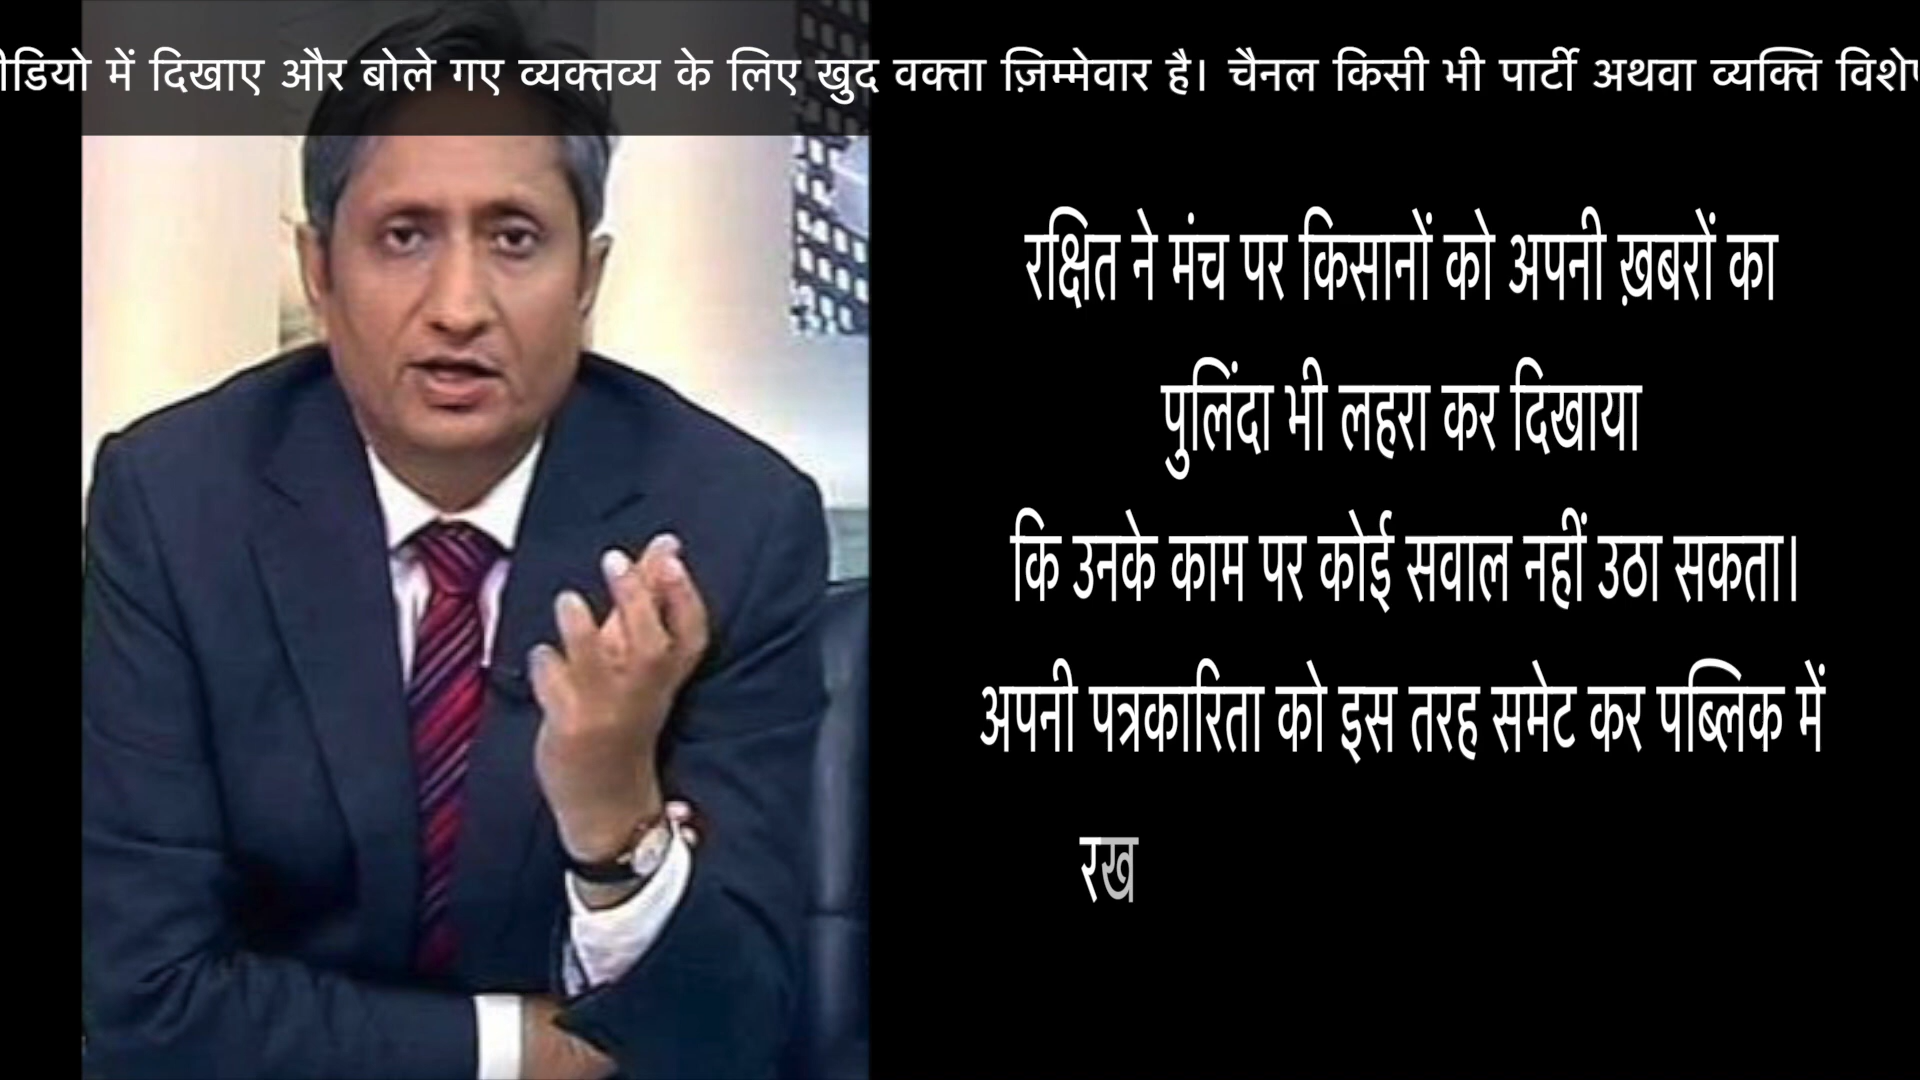 में दिखाए और बोले गए व्यक्तव्य के लिए खुद वक्ता ज़िम्मेवार है। चैनल किसी भी पार्टी अथवा व्यक्ति
रक्षित ने मंच पर किसानों को अपनी ख़बरों का
पुलिंदा भी लहरा कर दिखाया
कि उनके काम पर कोई सवाल नहीं उठा सकता।
अपनी पत्रकारिता को इस तरह समेट कर पब्लिक में
रख